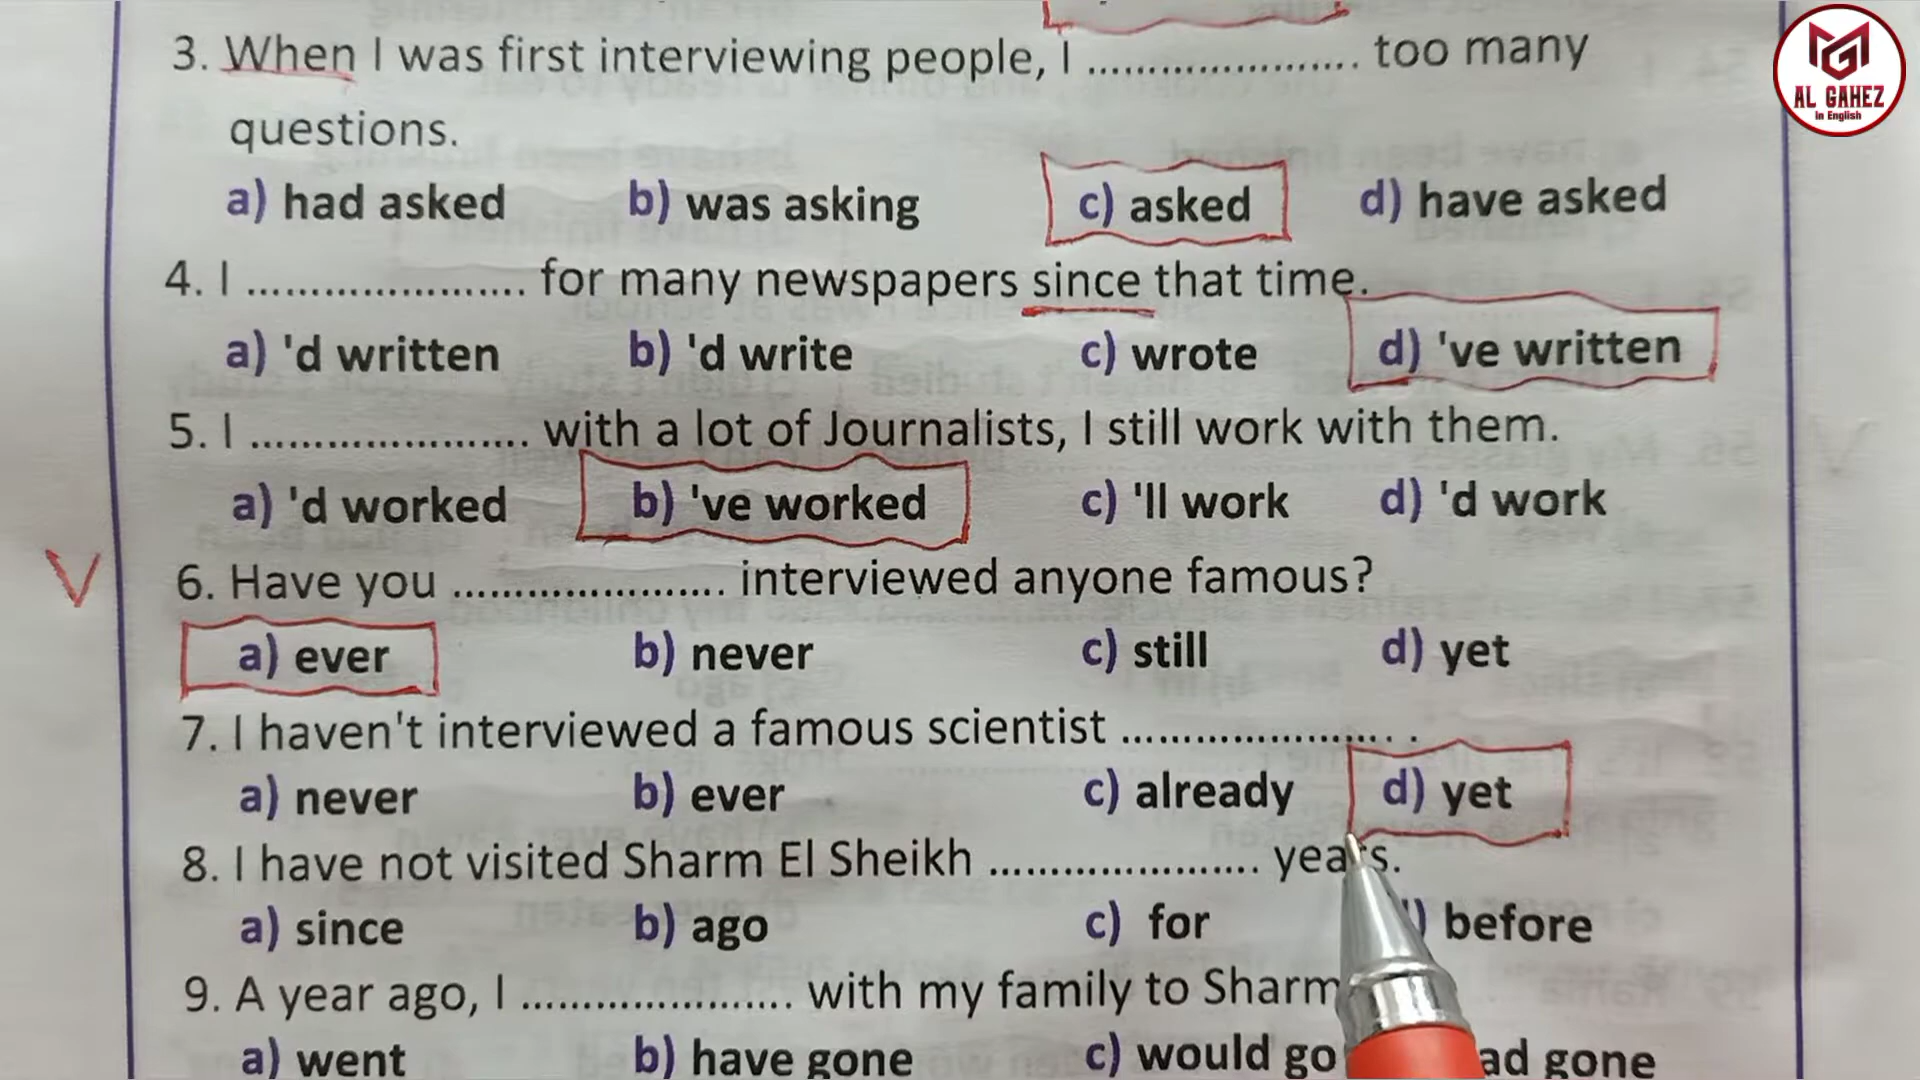 3. When I was first interviewing people, I ...................... too many
questions.
a) had asked b) was asking c) asked d) have asked
4. I ...................... for many newspapers since that time.
a) 'd written b) 'd write c) wrote d) 've written
5. I ...................... with a lot of Journalists, I still work with them.
a) 'd worked b) 've worked c) 'll work d) 'd work
6. Have you ...................... interviewed anyone famous?
a) ever b) never c) still d) yet
7. I haven't interviewed a famous scientist ...................... .
a) never b) ever c) already d) yet
8. I have not visited Sharm El Sheikh ...................... years.
a) since b) ago c) for ) before
9. A year ago, I ...................... with my family to Sharm
a) went b) have gone c) would go ad gone
MG
AL GAHEZ
in English